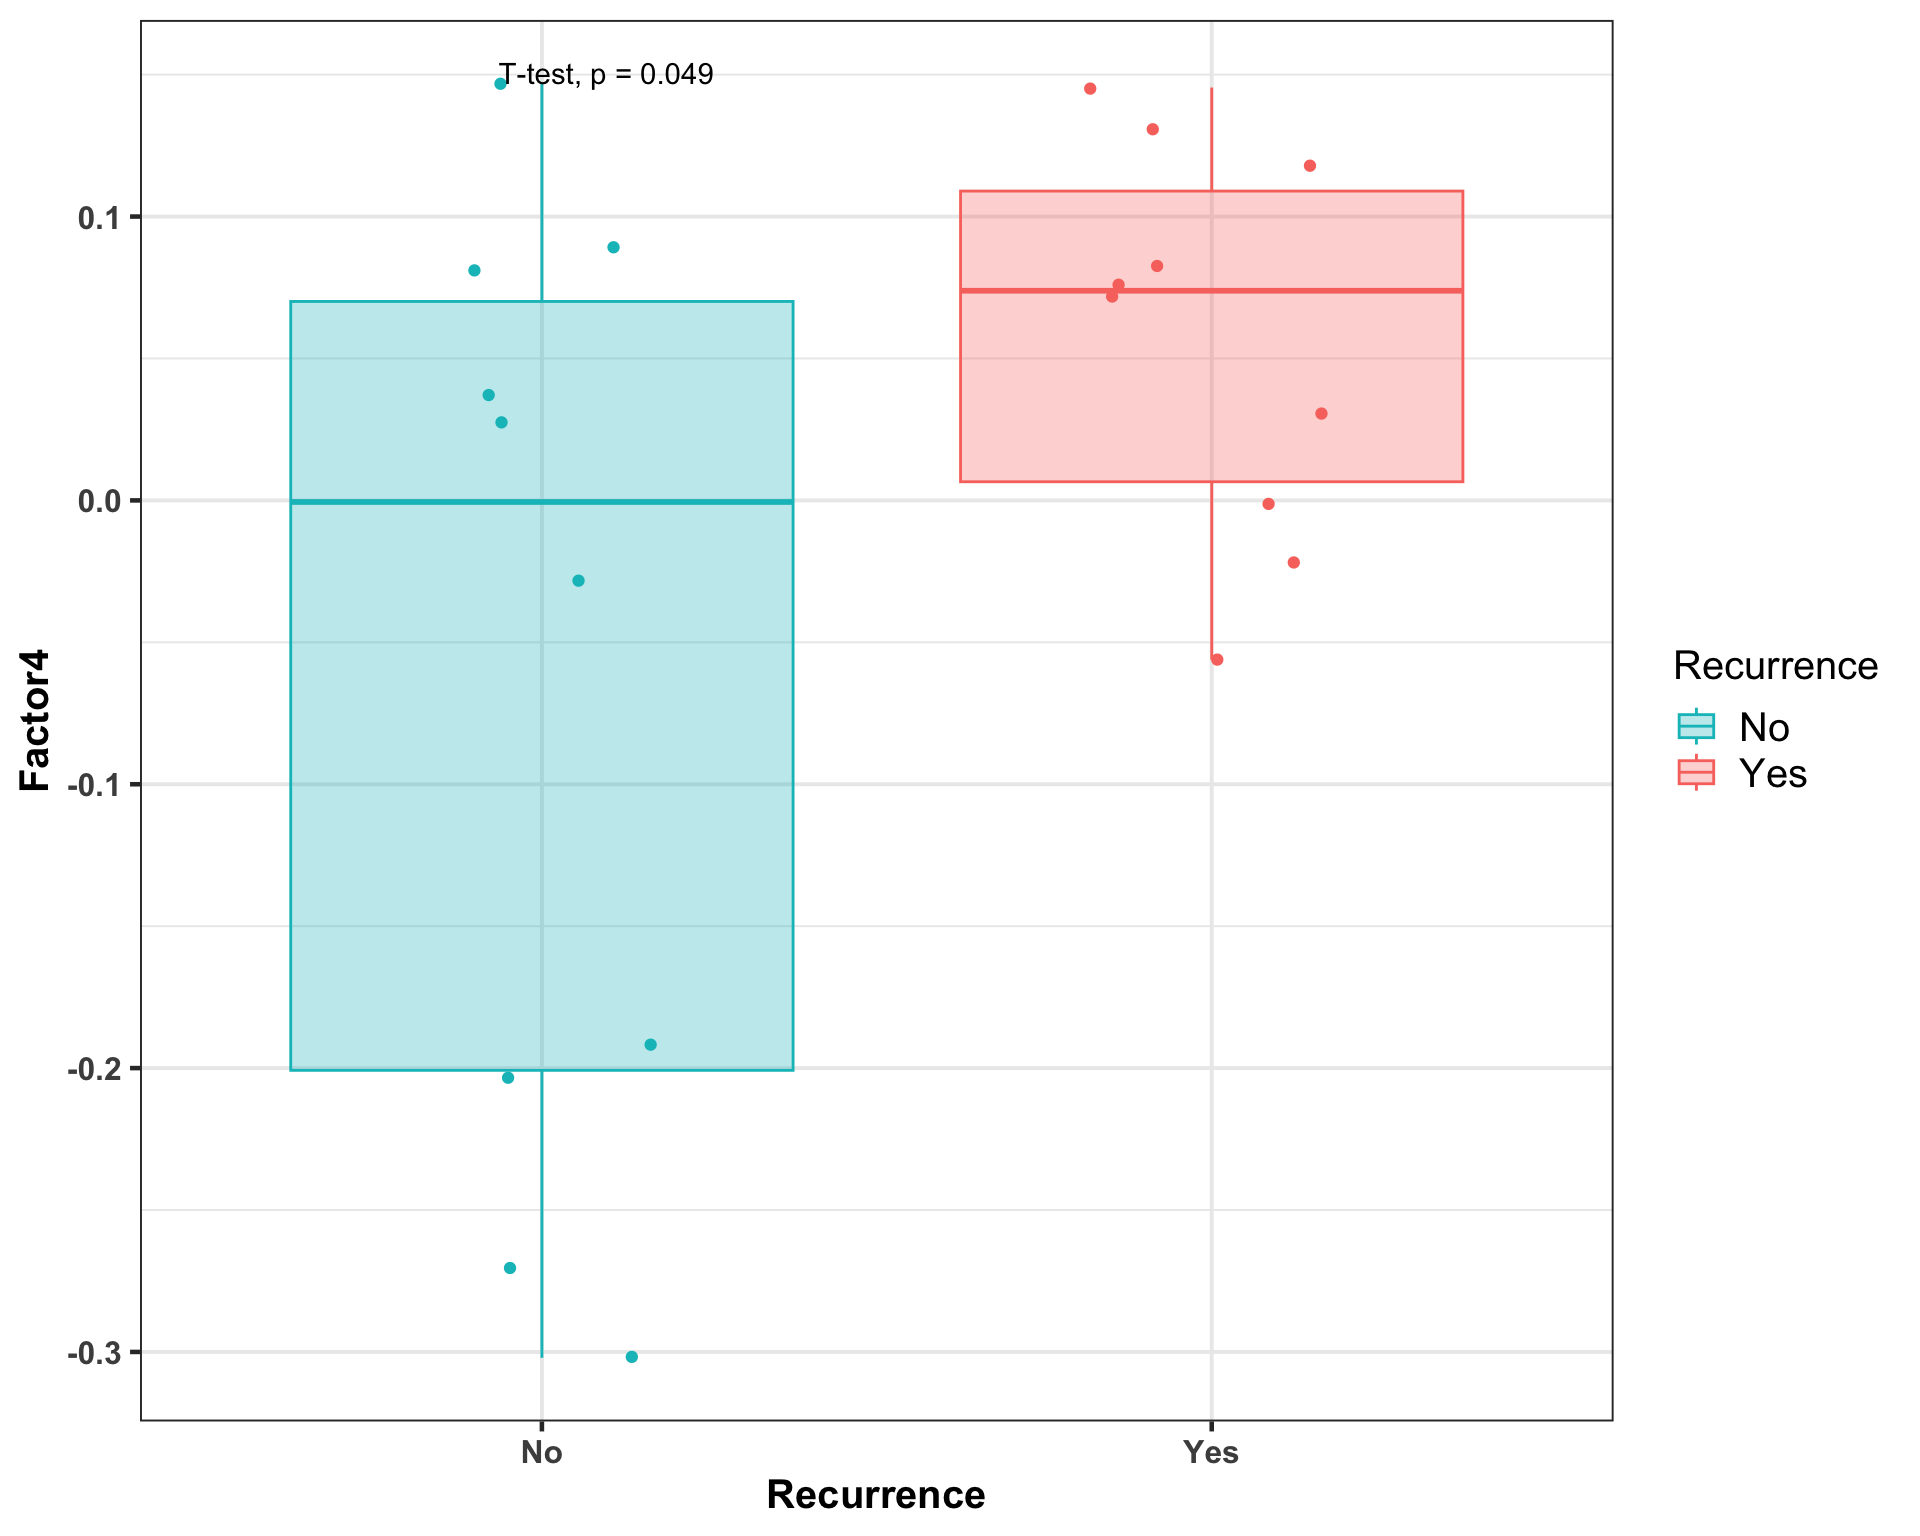 T-test, p = 0.049
0.1
0.0
-0.1
-0.2
-0.3
Factor4
No
Yes
Recurrence
Recurrence
No
Yes